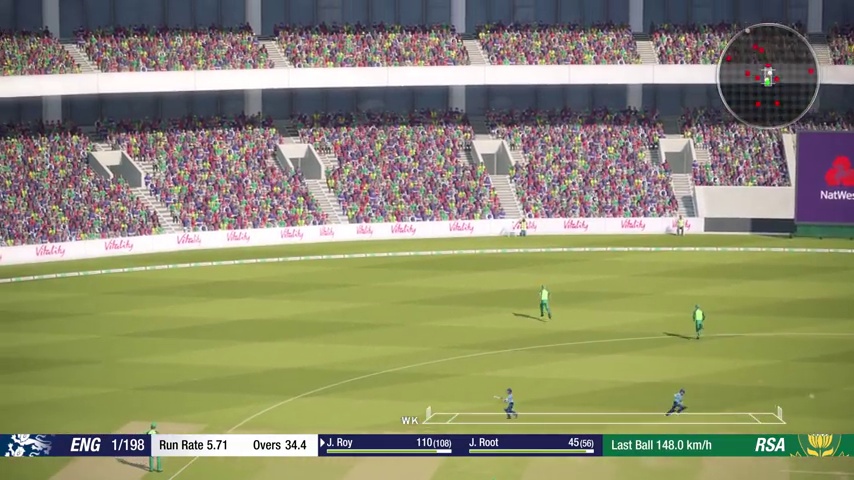 NatWest
Vitality Vitality Vitality Vitality Vitality Vitality Vitality Vitality Vitality Vitality Vitality
WK
ENG 1/198 Run Rate 5.71 Overs 34.4 J. Roy 110 (108) J. Root 45 (56) Last Ball 148.0 km/h RSA